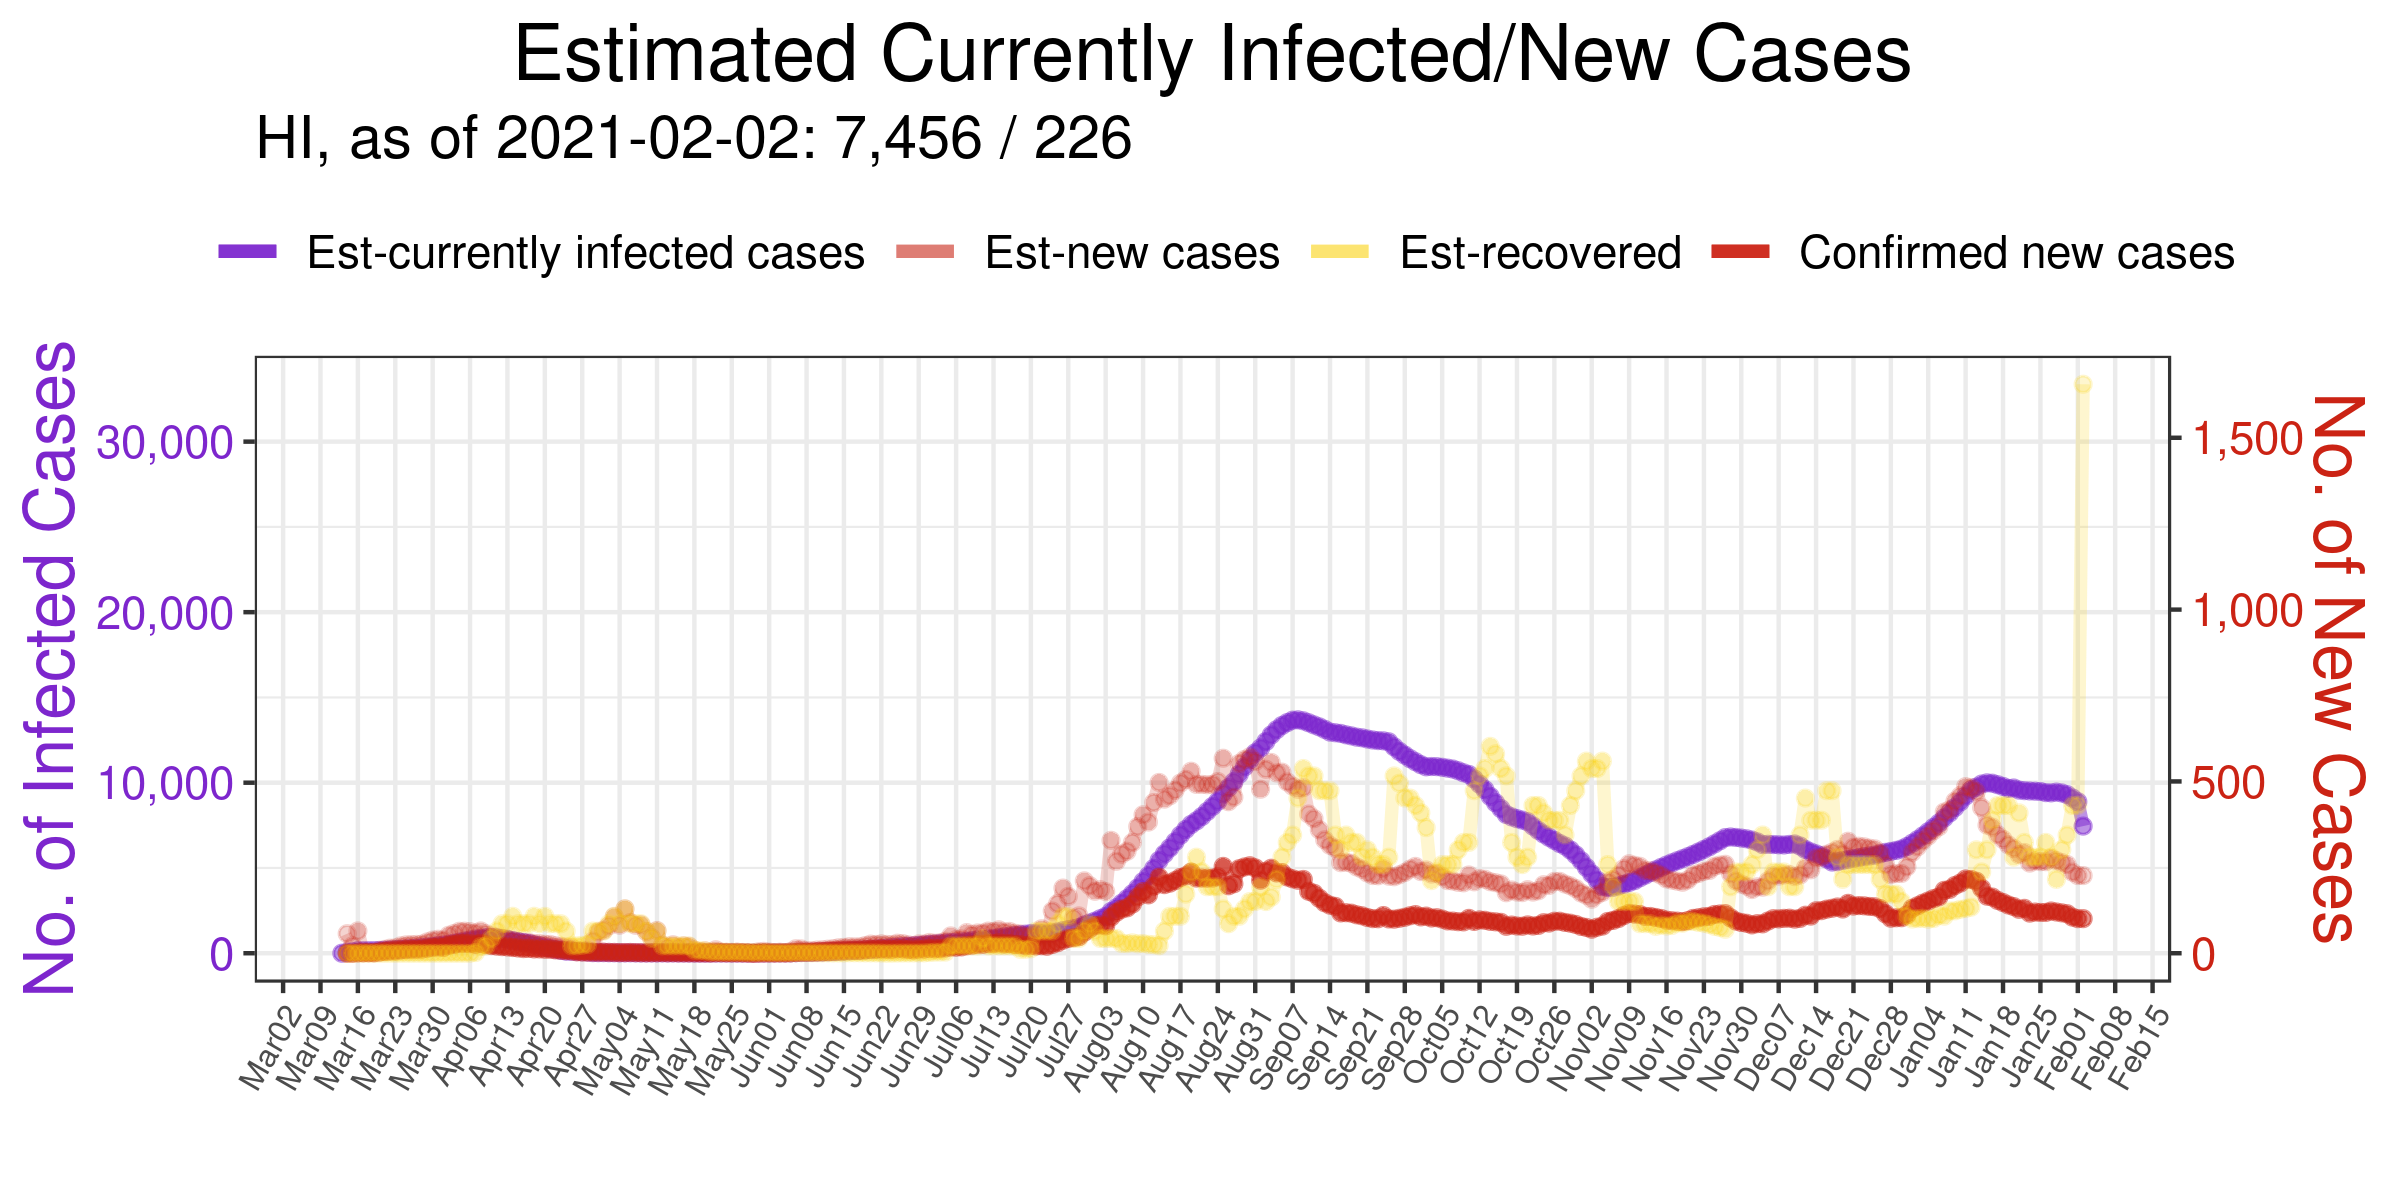 Estimated Currently Infected/New Cases
HI, as of 2021-02-02: 7,456 / 226
Est-currently infected cases Est-new cases Est-recovered Confirmed new cases
No. of Infected Cases
30,000
20,000
10,000
0
1,500
1,000
500
0
No. of New Cases
Mar02 Mar09 Mar16 Mar23 Mar30 Apr06 Apr13 Apr20 Apr27 May04 May11 May18 May25 Jun01 Jun08 Jun15 Jun22 Jun29 Jul06 Jul13 Jul20 Jul27 Aug03 Aug10 Aug17 Aug24 Aug31 Sep07 Sep14 Sep21 Sep28 Oct05 Oct12 Oct19 Oct26 Nov02 Nov09 Nov16 Nov23 Nov30 Dec07 Dec14 Dec21 Dec28 Jan04 Jan11 Jan18 Jan25 Feb01 Feb08 Feb15